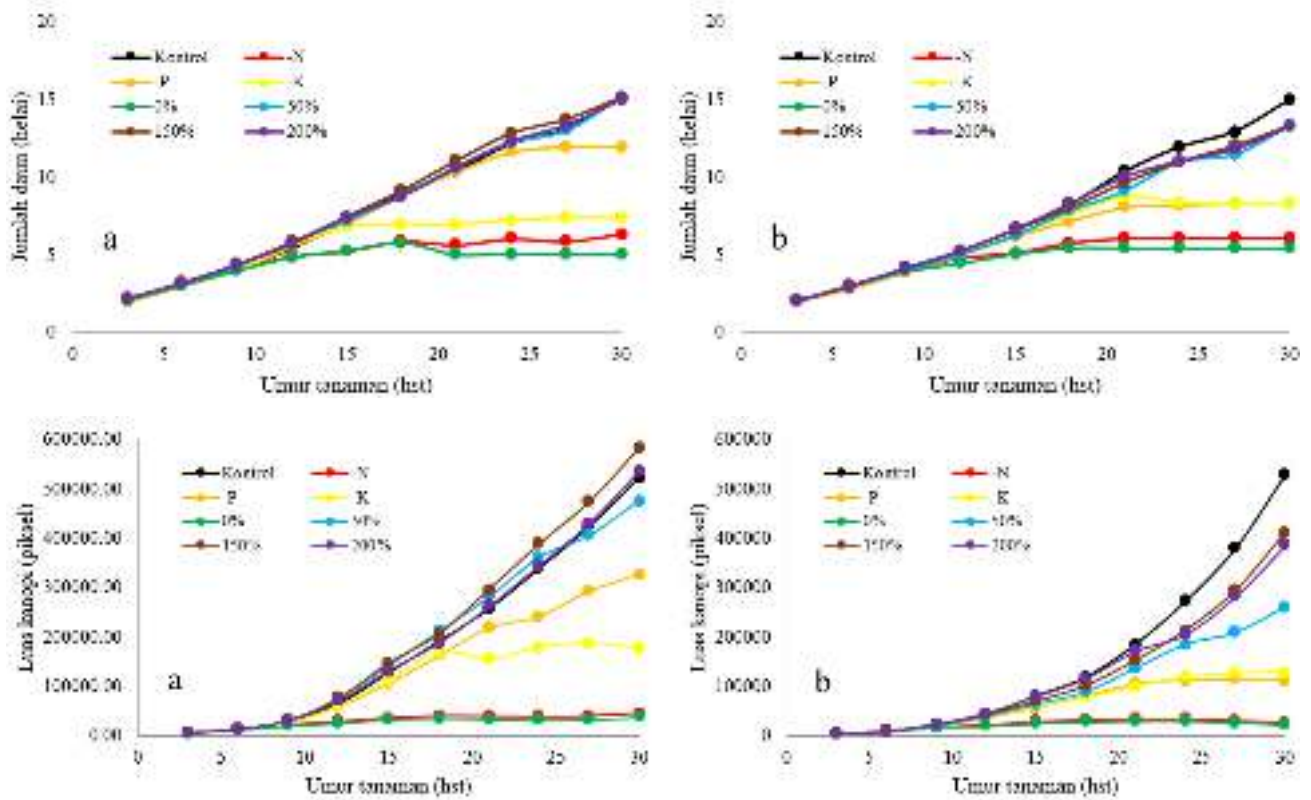 20
15
10
5
0
Jumlah daun (helai)
Kontrol
-N
-P
-K
0%
50%
150%
200%
a
0 5 10 15 20 25 30
Umur tanaman (hst)
20
15
10
5
0
Jumlah daun (helai)
Kontrol
-N
-P
-K
0%
50%
150%
200%
b
0 5 10 15 20 25 30
Umur tanaman (hst)
600000.00
500000.00
400000.00
300000.00
200000.00
100000.00
0.00
Luas kanopi (piksel)
Kontrol
-N
-P
-K
0%
50%
150%
200%
a
0 5 10 15 20 25 30
Umur tanaman (hst)
600000
500000
400000
300000
200000
100000
0
Luas kanopi (piksel)
Kontrol
-N
-P
-K
0%
50%
150%
200%
b
0 5 10 15 20 25 30
Umur tanaman (hst)